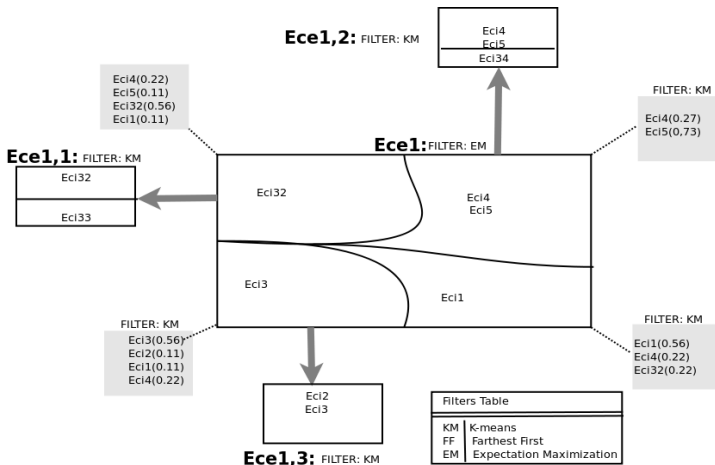 Ece1,2: FILTER: KM
Eci4
Eci5
Eci34
Eci4(0.22)
Eci5(0.11)
Eci32(0.56)
Eci1(0.11)
FILTER: KM
Eci4(0.27)
Eci5(0,73)
Ece1,1: FILTER: KM
Eci32
Eci33
Ece1: FILTER: EM
Eci32
Eci4
Eci5
Eci3
Eci1
FILTER: KM
Eci3(0.56)
Eci2(0.11)
Eci1(0.11)
Eci4(0.22)
FILTER: KM
Eci1(0.56)
Eci4(0.22)
Eci32(0.22)
Eci2
Eci3
Ece1,3: FILTER: KM
Filters Table
KM K-means
FF Farthest First
EM Expectation Maximization